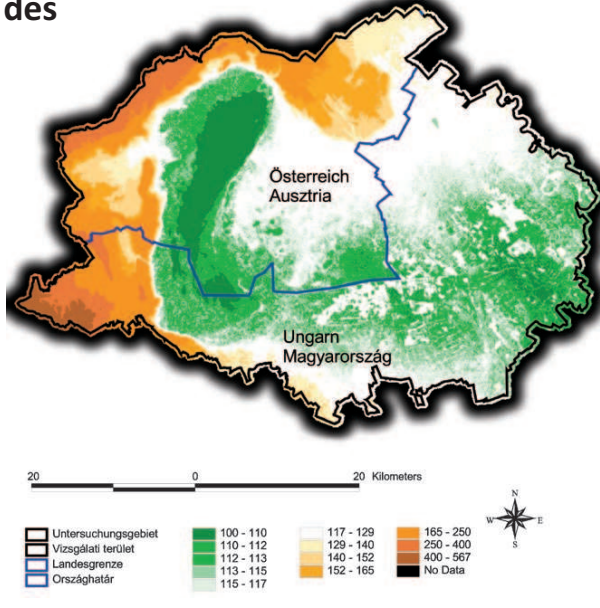 des
Österreich
Ausztria
Ungarn
Magyarország
20 0 20 Kilometers
N
W E
S
Untersuchungsgebiet
Vizsgálati terület
Landesgrenze
Országhatár
100 - 110
110 - 112
112 - 113
113 - 115
115 - 117
117 - 129
129 - 140
140 - 152
152 - 165
165 - 250
250 - 400
400 - 567
No Data